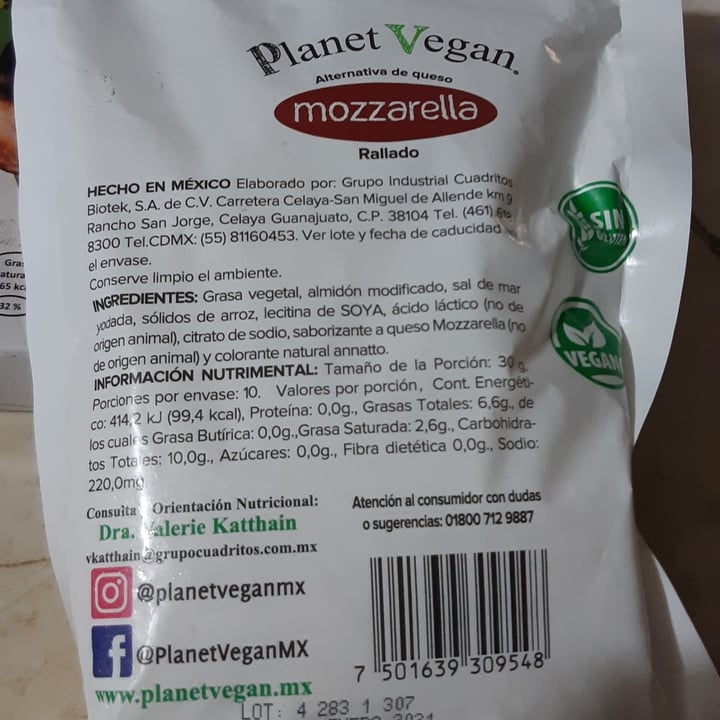 Planet Vegan
Alternativa de queso
mozzarella
Rallado
HECHO EN MÉXICO Elaborado por: Grupo Industrial Cuadritos
Biotek, S.A. de C.V. Carretera Celaya-San Miguel de Allende km 9
Rancho San Jorge, Celaya Guanajuato, C.P. 38104 Tel. (461)
8300 Tel.CDMX: (55) 81160453. Ver lote y fecha de caducidad
el envase.
Conserve limpio el ambiente.
INGREDIENTES: Grasa vegetal, almidón modificado, sal de mar
yodada, sólidos de arroz, lecitina de SOYA, ácido láctico (no de
origen animal), citrato de sodio, saborizante a queso Mozzarella (no
de origen animal) y colorante natural annatto.
INFORMACIÓN NUTRIMENTAL: Tamaño de la Porción: 30 g.
Porciones por envase: 10. Valores por porción, Cont. Energéti-
co: 414,2 kJ (99,4 kcal), Proteína: 0,0g., Grasas Totales: 6,6g., de
los cuales Grasa Butírica: 0,0g.,Grasa Saturada: 2,6g., Carbohidra-
tos Totales: 10,0g., Azúcares: 0,0g., Fibra dietética 0,0g., Sodio:
220,0mg
SIN
GLUTEN
VEGAN
Consulta Orientación Nutricional:
Dra. Valerie Katthain
vkatthain@grupocuadritos.com.mx
@planetveganmx
@PlanetVeganMX
www.planetvegan.mx
Atención al consumidor con dudas
o sugerencias: 01800 712 9887
7 501639 309548
LOT: 4 283 1 307
32 %